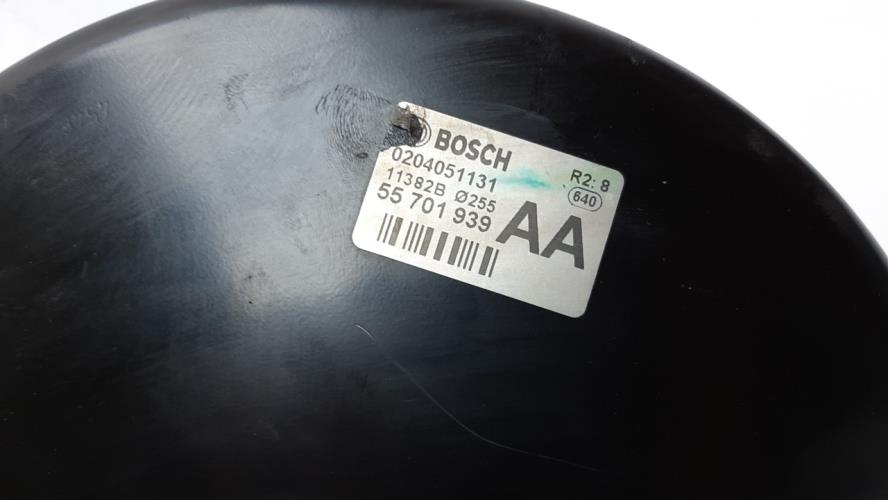 BOSCH
0204051131
R2: 8
11382B Ø255
640
55 701 939
AA